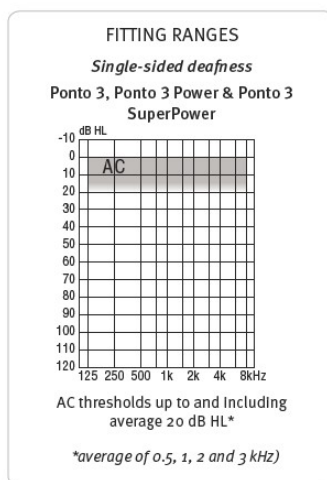 FITTING RANGES
Single-sided deafness
Ponto 3, Ponto 3 Power & Ponto 3
SuperPower
dB HL
-10
0
AC
10
20
30
40
50
60
70
80
90
100
110
120
125 250 500 1k 2k 4k 8kHz
AC thresholds up to and including
average 20 dB HL*
*average of 0.5, 1, 2 and 3 kHz)